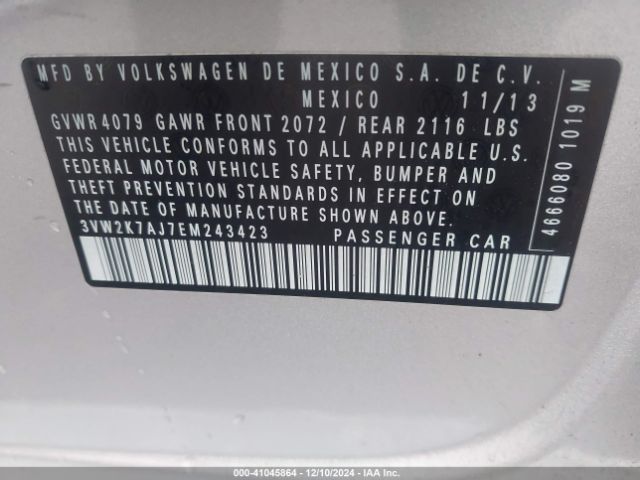 MFD BY VOLKSWAGEN DE MEXICO S.A. DE C.V.
MEXICO 11/13
GVWR 4079 GAWR FRONT 2072 / REAR 2116 LBS
THIS VEHICLE CONFORMS TO ALL APPLICABLE U.S.
FEDERAL MOTOR VEHICLE SAFETY, BUMPER AND
THEFT PREVENTION STANDARDS IN EFFECT ON
THE DATE OF MANUFACTURE SHOWN ABOVE.
3VW2K7AJ7EM243423 PASSENGER CAR
4666080 1019 M
000-41045864 - 12/10/2024 - IAA Inc.